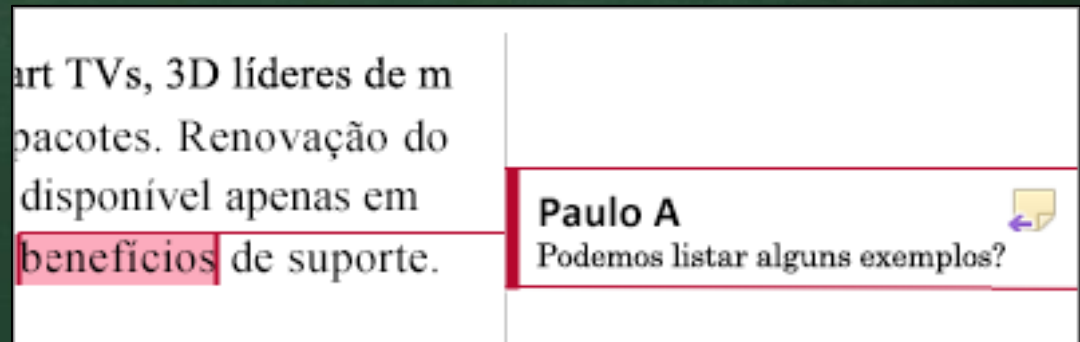 art TVs, 3D líderes de m
pacotes. Renovação do
disponível apenas em
benefícios de suporte.
Paulo A
Podemos listar alguns exemplos?